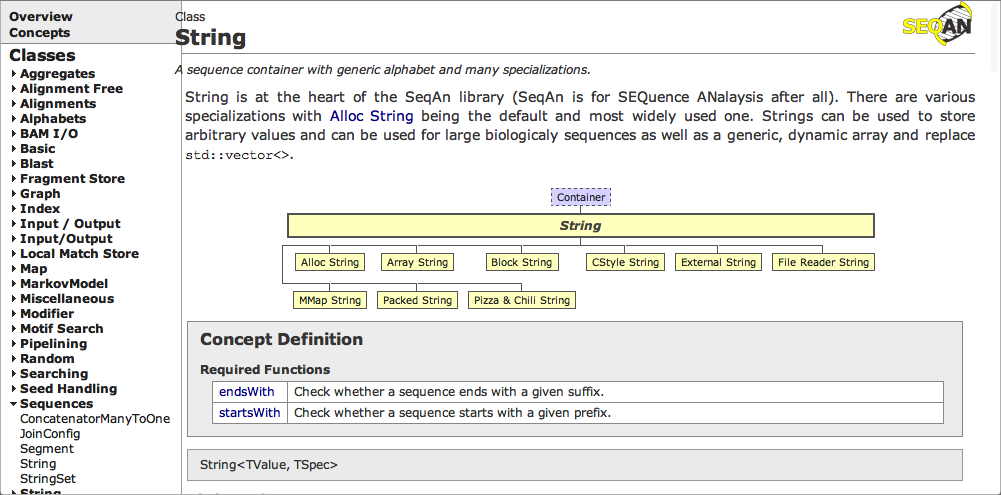 Overview
Concepts
Classes
Aggregates
Alignment Free
Alignments
Alphabets
BAM I/O
Basic
Blast
Fragment Store
Graph
Index
Input / Output
Input/Output
Local Match Store
Map
MarkovModel
Miscellaneous
Modifier
Motif Search
Pipelining
Random
Searching
Seed Handling
Sequences
ConcatenatorManyToOne
JoinConfig
Segment
String
StringSet
String
Class
String
SEQAN
A sequence container with generic alphabet and many specializations.
String is at the heart of the SeqAn library (SeqAn is for SEQuence ANalaysis after all). There are various
specializations with Alloc String being the default and most widely used one. Strings can be used to store
arbitrary values and can be used for large biologicaly sequences as well as a generic, dynamic array and replace
std::vector<>.
Container
String
Alloc String Array String Block String CStyle String External String File Reader String
MMap String Packed String Pizza & Chili String
Concept Definition
Required Functions
endsWith Check whether a sequence ends with a given suffix.
startsWith Check whether a sequence starts with a given prefix.
String<TValue, TSpec>